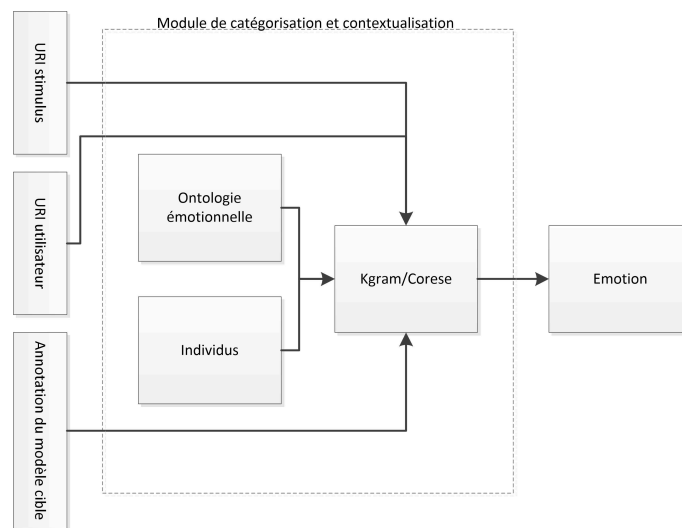 Module de catégorisation et contextualisation
URI stimulus
URI utilisateur
Annotation du modèle cible
Ontologie
émotionnelle
Individus
Kgram/Corese
Emotion